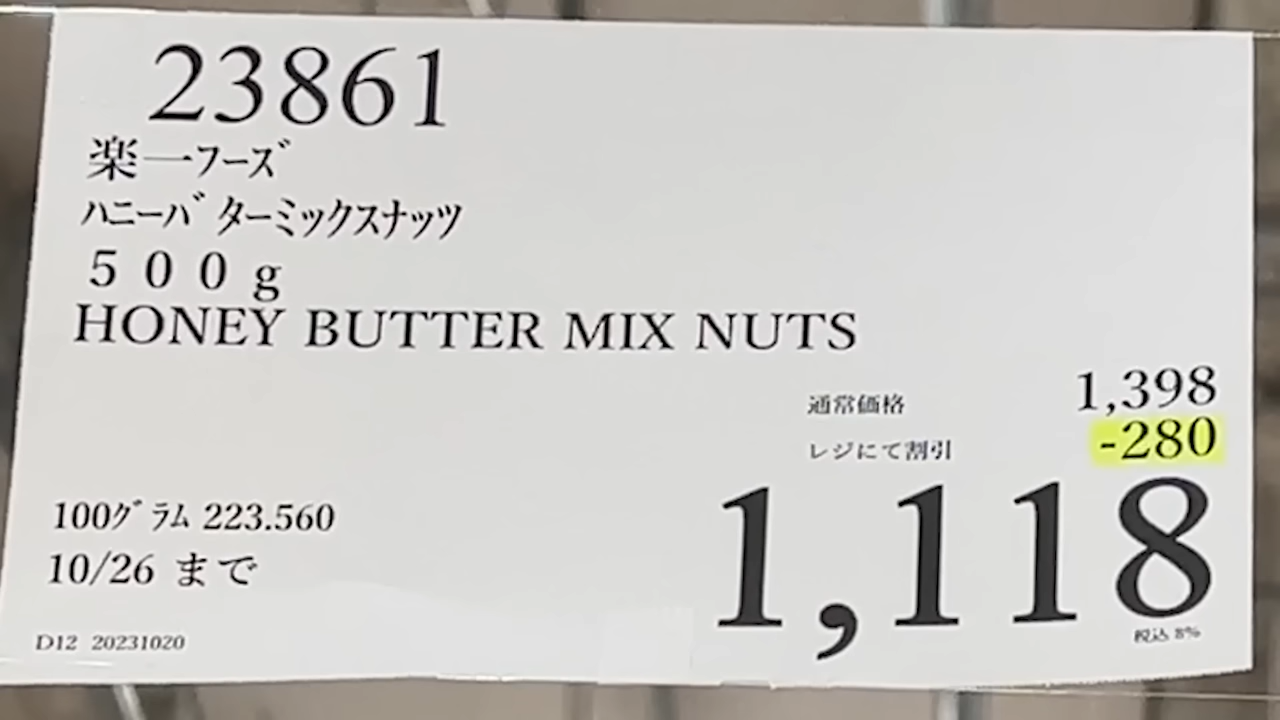 23861
楽一フーズ
ハニーバターミックスナッツ
500g
HONEY BUTTER MIX NUTS
通常価格 1,398
レジにて割引 -280
1,118
税込 8%
100グラム 223.560
10/26 まで
D12 20231020